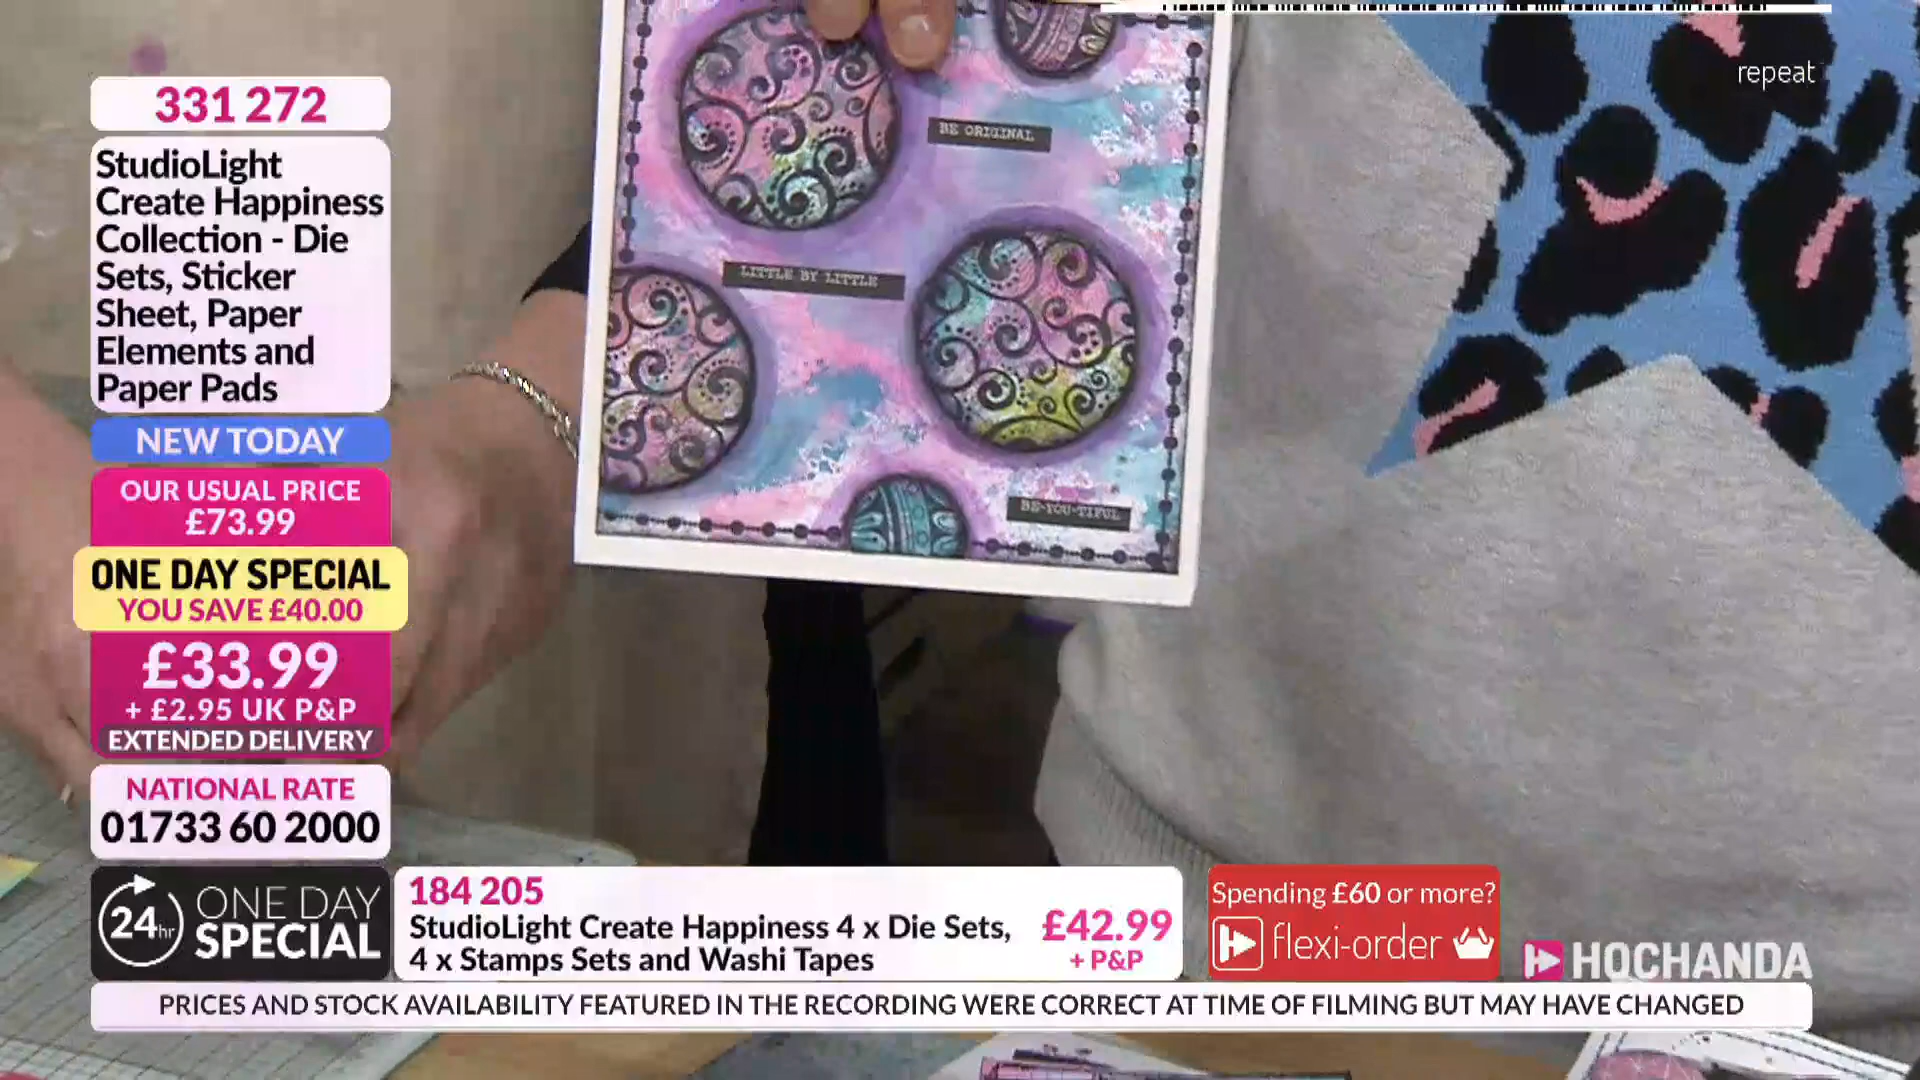 repeat
331 272
StudioLight
Create Happiness
Collection - Die
Sets, Sticker
Sheet, Paper
Elements and
Paper Pads
NEW TODAY
OUR USUAL PRICE
£73.99
ONE DAY SPECIAL
YOU SAVE £40.00
£33.99
+ £2.95 UK P&P
EXTENDED DELIVERY
NATIONAL RATE
01733 60 2000
BE ORIGINAL
LITTLE BY LITTLE
BE-YOU-TIFUL
24hr
ONE DAY
SPECIAL
184 205
StudioLight Create Happiness 4 x Die Sets,
4 x Stamps Sets and Washi Tapes
£42.99
+ P&P
Spending £60 or more?
flexi-order
HOCHANDA
PRICES AND STOCK AVAILABILITY FEATURED IN THE RECORDING WERE CORRECT AT TIME OF FILMING BUT MAY HAVE CHANGED